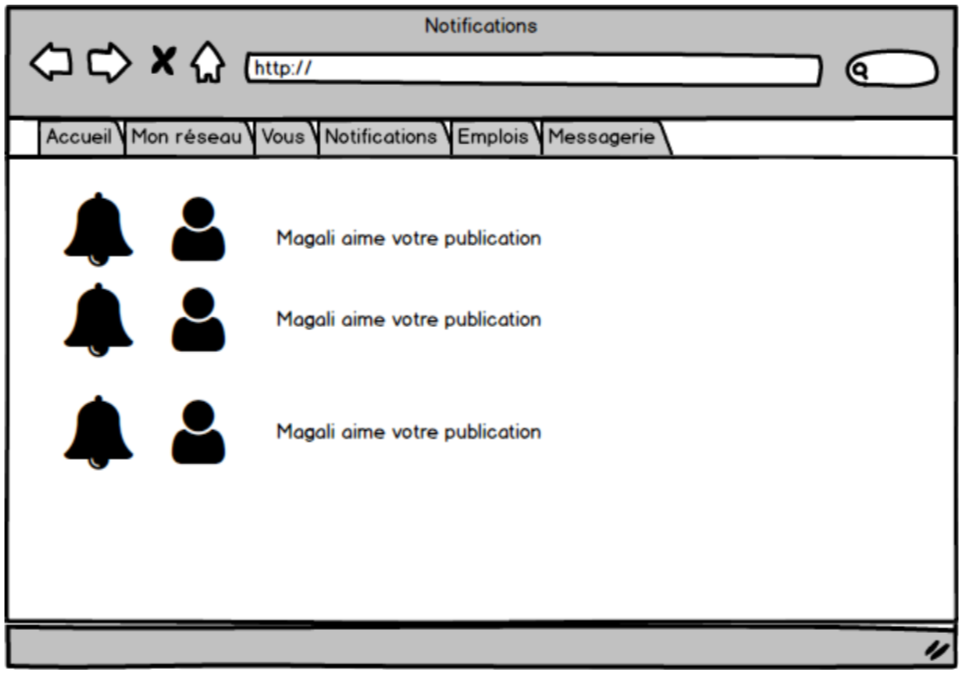 Notifications
http://
Accueil Mon réseau Vous Notifications Emplois Messagerie
Magali aime votre publication
Magali aime votre publication
Magali aime votre publication